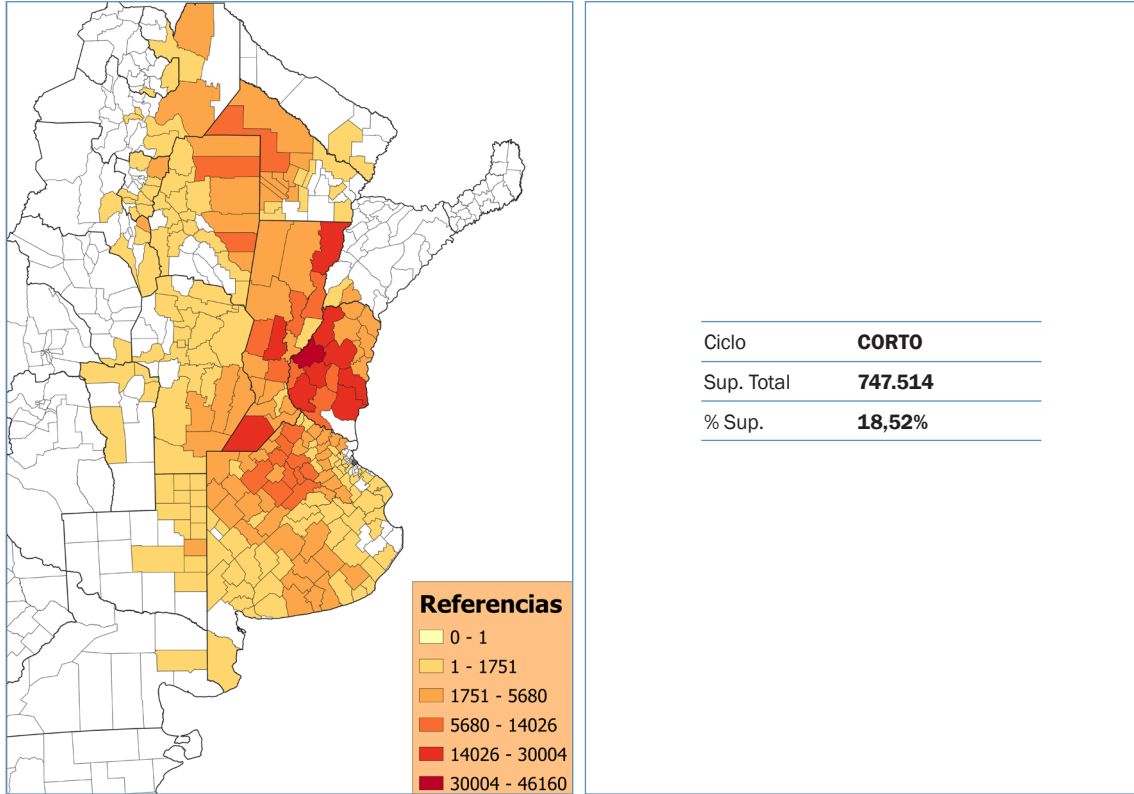 Referencias
0 - 1
1 - 1751
1751 - 5680
5680 - 14026
14026 - 30004
30004 - 46160
Ciclo CORTO
Sup. Total 747.514
% Sup. 18,52%